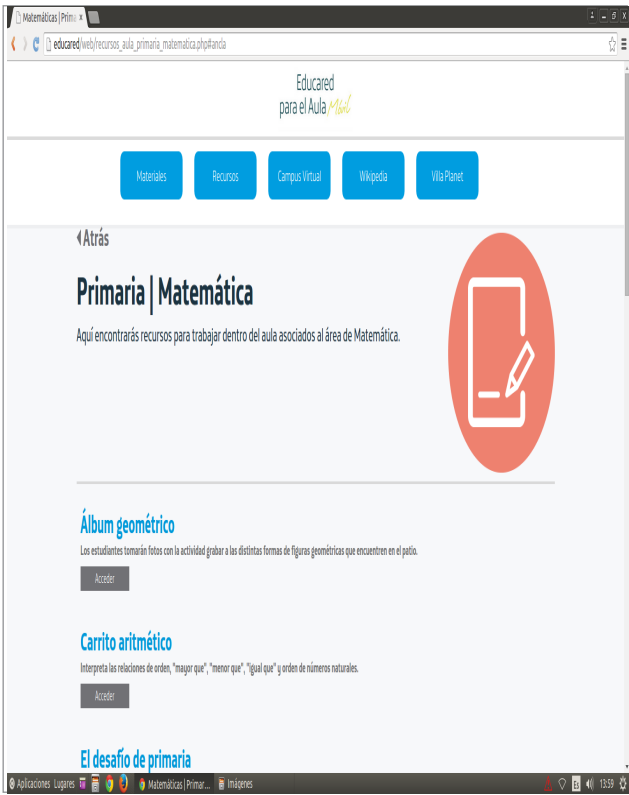 Matemáticas | Prima
educared/web/recursos_aula_primaria_matematica.php#ancla
Educared
para el Aula Móvil
Materiales
Recursos
Campus Virtual
Wikipedia
Villa Planet
Atrás
Primaria | Matemática
Aquí encontrarás recursos para trabajar dentro del aula asociados al área de Matemática.
Álbum geométrico
Los estudiantes tomarán fotos con la actividad grabar a las distintas formas de figuras geométricas que encuentren en el patio.
Acceder
Carrito aritmético
Interpreta las relaciones de orden, "mayor que", "menor que", "igual que" y orden de números naturales.
Acceder
El desafío de primaria
Aplicaciones Lugares Matemáticas | Primar... Imágenes Es 13:59